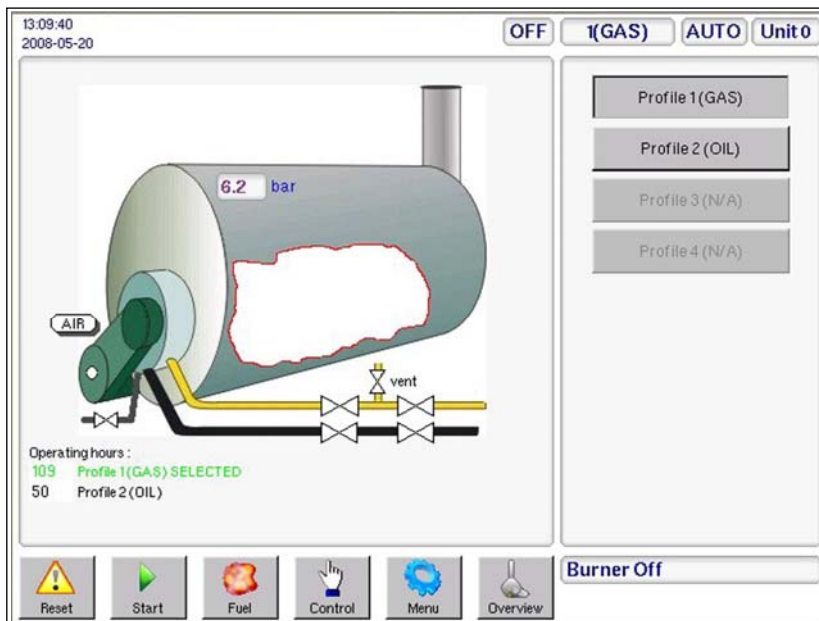 13:09:40
2008-05-20
OFF
1(GAS)
AUTO
Unit 0
Profile 1(GAS)
Profile 2 (OIL)
Profile 3 (N/A)
Profile 4 (N/A)
6.2 bar
AIR
vent
Operating hours :
109 Profile 1(GAS) SELECTED
50 Profile 2 (OIL)
Reset
Start
Fuel
Control
Menu
Overview
Burner Off